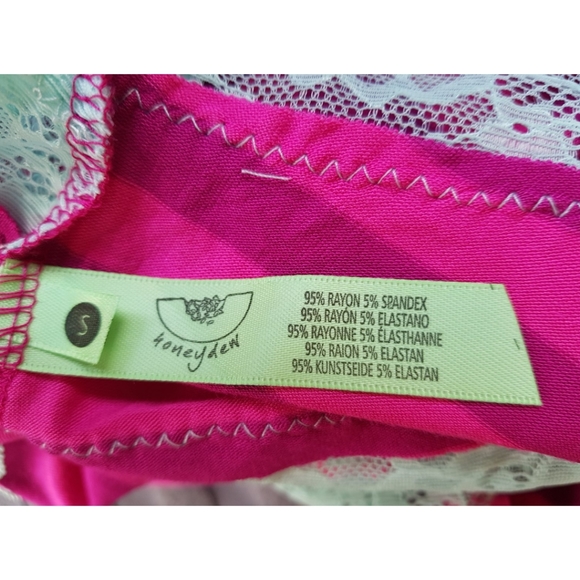 S
honeydew
95% RAYON 5% SPANDEX
95% RAYÓN 5% ELASTANO
95% RAYONNE 5% ÉLASTHANNE
95% RAION 5% ELASTAN
95% KUNSTSEIDE 5% ELASTAN